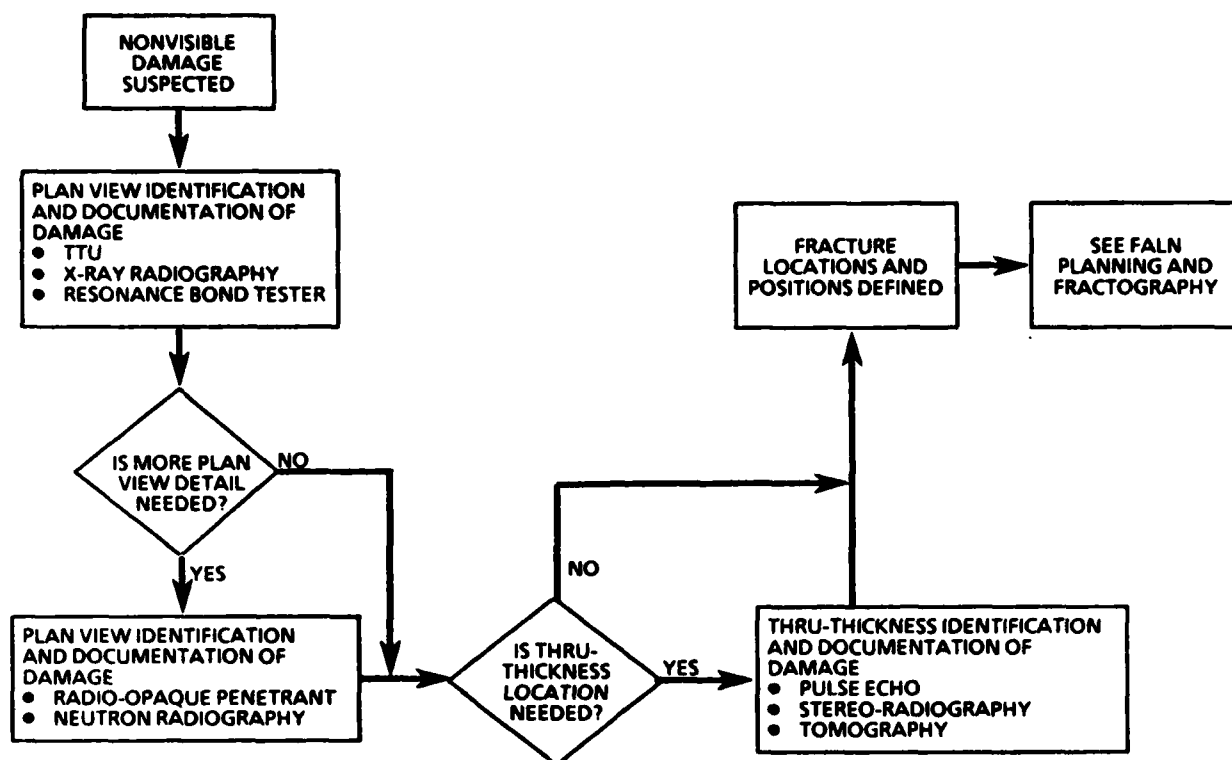 NONVISIBLE
DAMAGE
SUSPECTED
PLAN VIEW IDENTIFICATION
AND DOCUMENTATION OF
DAMAGE
● TTU
● X-RAY RADIOGRAPHY
● RESONANCE BOND TESTER
IS MORE PLAN
VIEW DETAIL
NEEDED?
NO
YES
PLAN VIEW IDENTIFICATION
AND DOCUMENTATION OF
DAMAGE
● RADIO-OPAQUE PENETRANT
● NEUTRON RADIOGRAPHY
IS THRU-
THICKNESS
LOCATION
NEEDED?
NO
YES
THRU-THICKNESS IDENTIFICATION
AND DOCUMENTATION OF
DAMAGE
● PULSE ECHO
● STEREO-RADIOGRAPHY
● TOMOGRAPHY
FRACTURE
LOCATIONS AND
POSITIONS DEFINED
SEE FALN
PLANNING AND
FRACTOGRAPHY